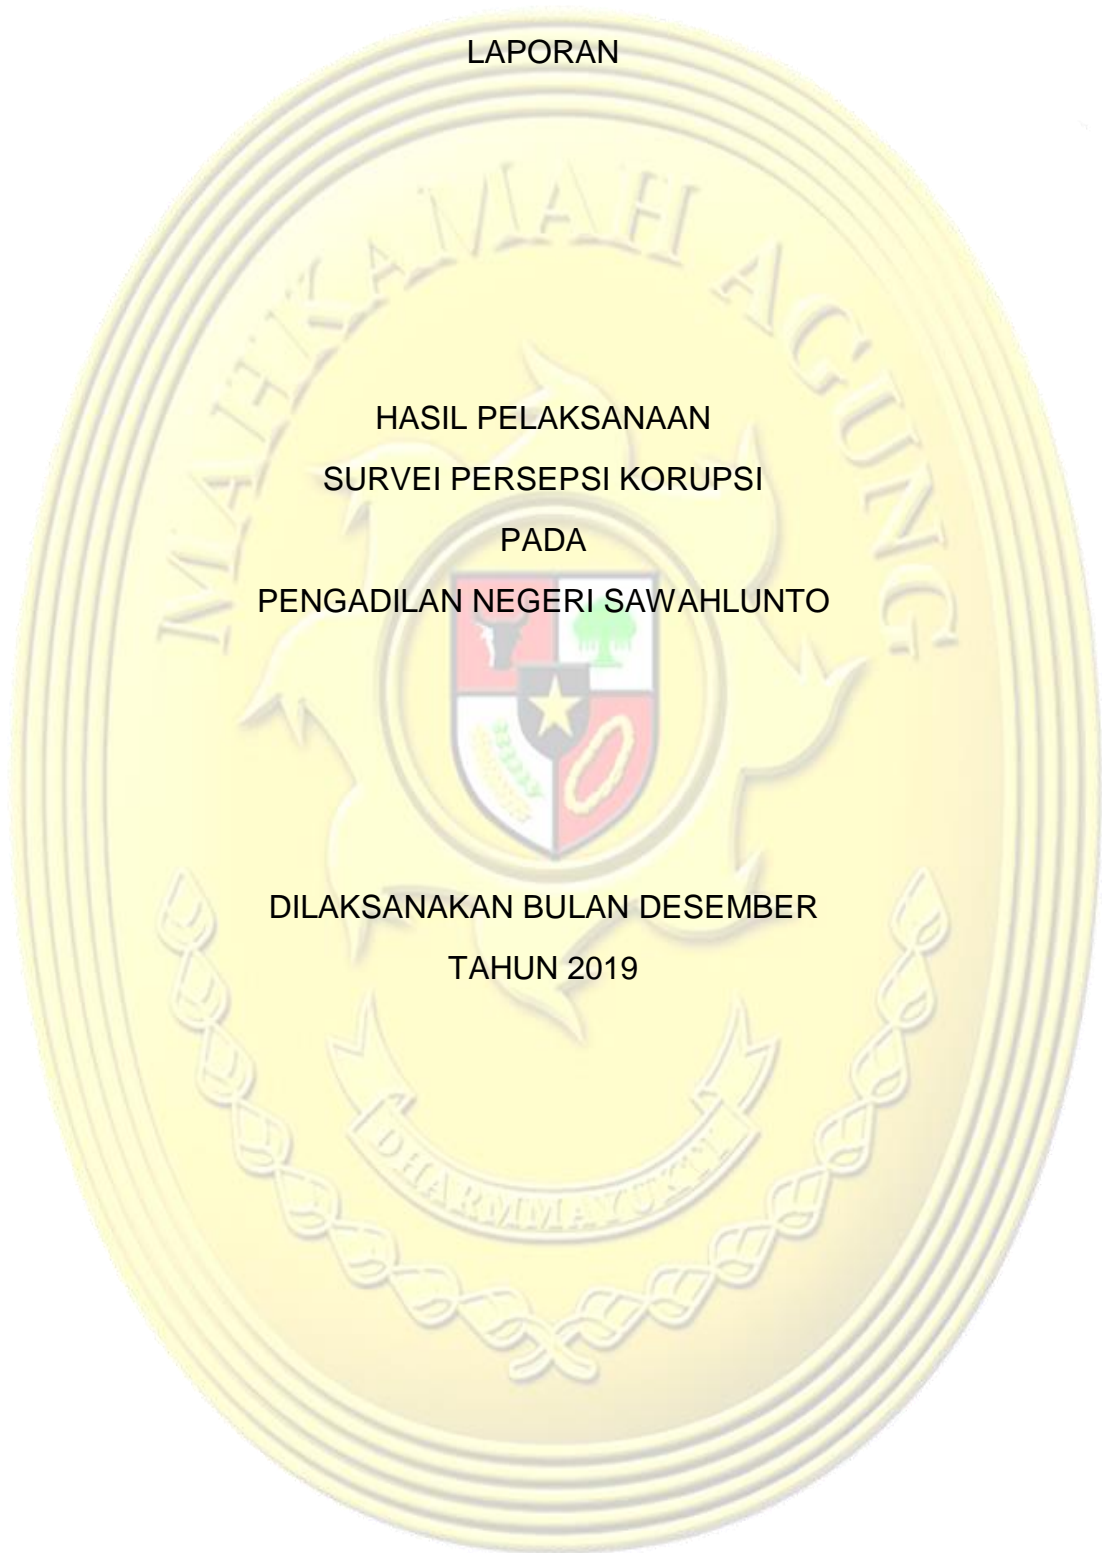 LAPORAN
MAHKAMAH AGUNG
HASIL PELAKSANAAN
SURVEI PERSEPSI KORUPSI
PADA
PENGADILAN NEGERI SAWAHLUNTO
DILAKSANAKAN BULAN DESEMBER
TAHUN 2019
DHARMMAYUKTI